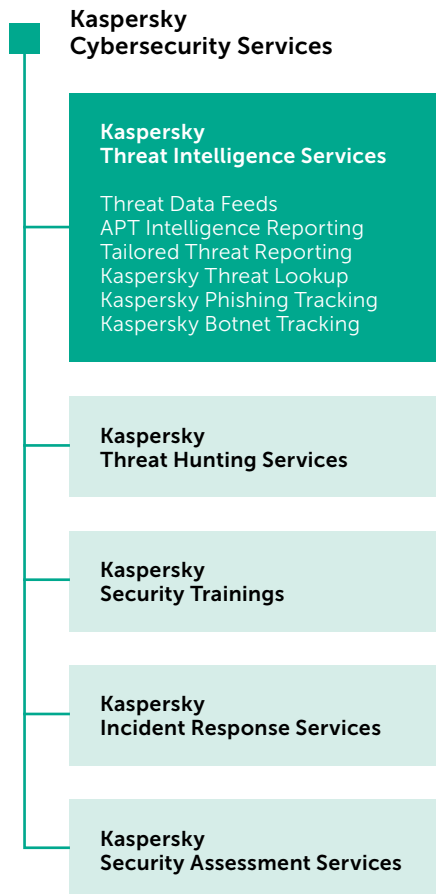 Kaspersky
Cybersecurity Services
Kaspersky
Threat Intelligence Services
Threat Data Feeds
APT Intelligence Reporting
Tailored Threat Reporting
Kaspersky Threat Lookup
Kaspersky Phishing Tracking
Kaspersky Botnet Tracking
Kaspersky
Threat Hunting Services
Kaspersky
Security Trainings
Kaspersky
Incident Response Services
Kaspersky
Security Assessment Services